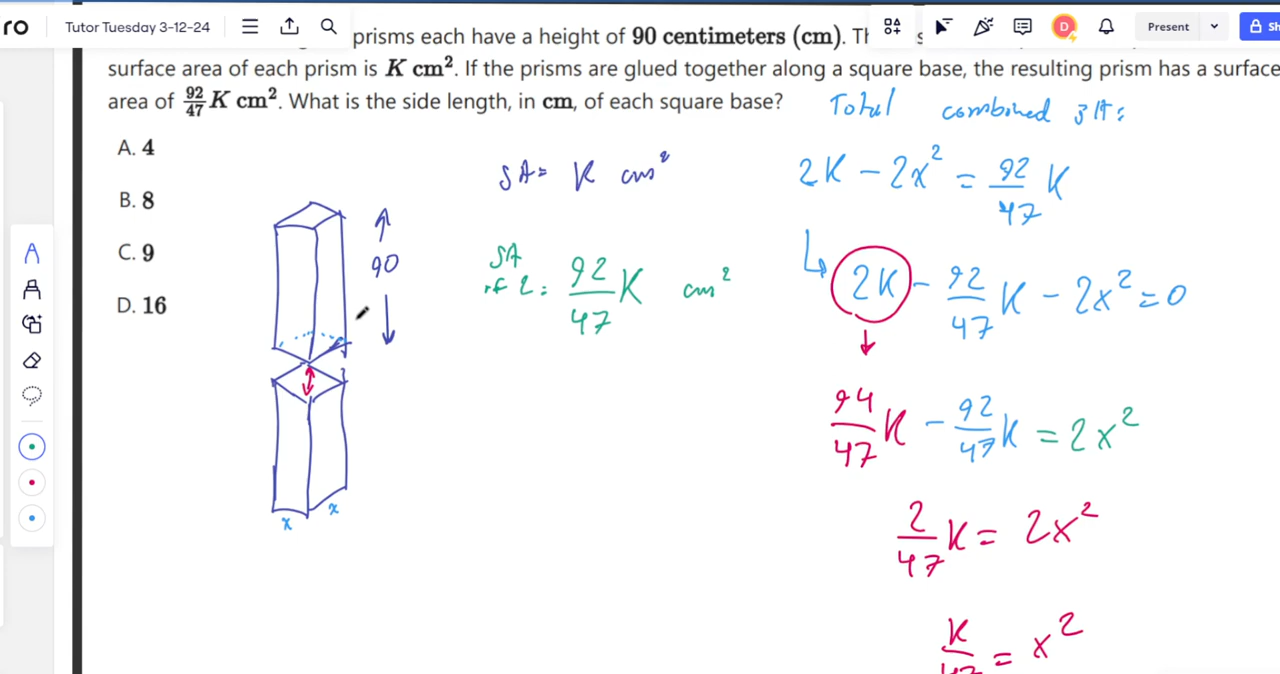 ro Tutor Tuesday 3-12-24 D Present Sh
prisms each have a height of 90 centimeters (cm). Th s
surface area of each prism is K cm². If the prisms are glued together along a square base, the resulting prism has a surface
area of 92/47 K cm². What is the side length, in cm, of each square base?
Total combined SA:
A. 4
B. 8
C. 9
D. 16
90
x x
SA = K cm²
SA
of 2 : 92/47 K cm²
2K - 2x² = 92/47 K
2K - 92/47 K - 2x² = 0
94/47 K - 92/47 K = 2x²
2/47 K = 2x²
K/47 = x²